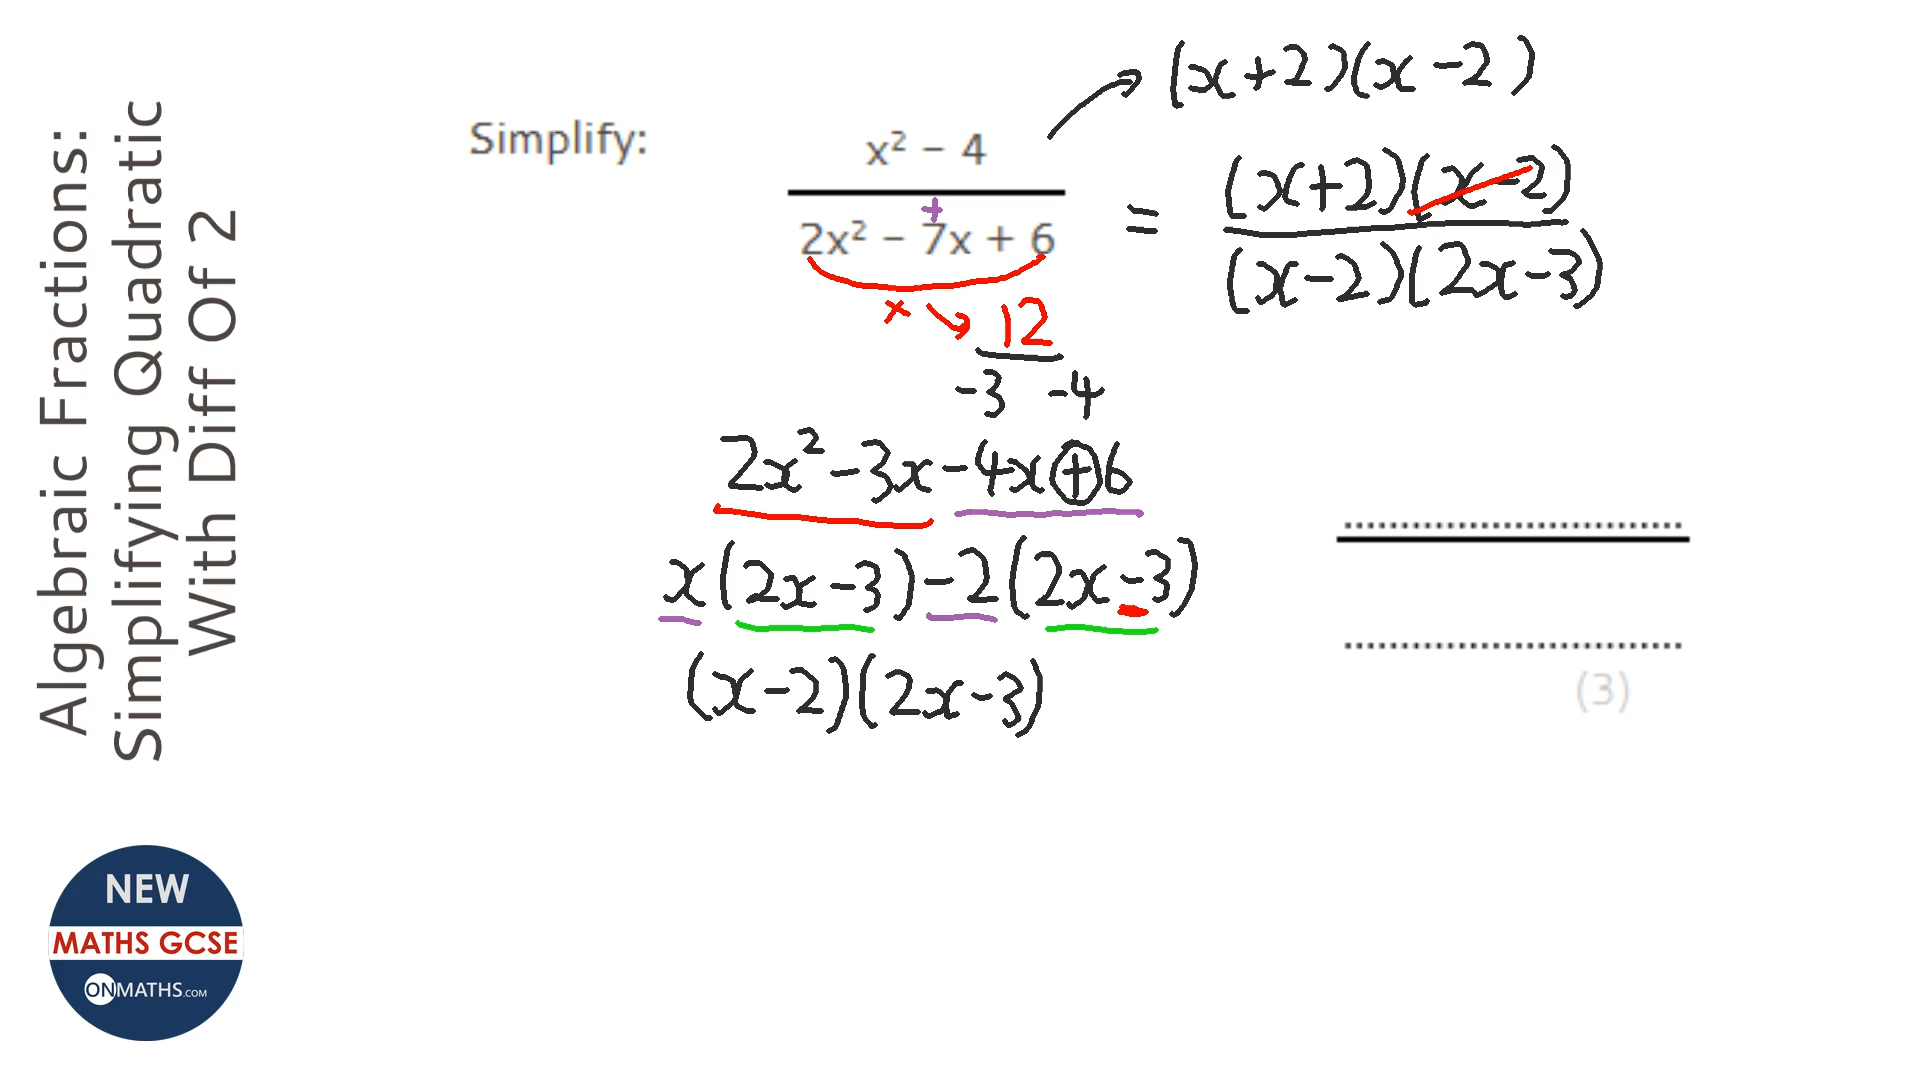 Algebraic Fractions:
Simplifying Quadratic
With Diff Of 2
Simplify:
x² − 4
2x² − 7x + 6
+
× 12
-3 -4
2x² -3x -4x +6
x(2x-3) -2(2x-3)
(x-2)(2x-3)
(x+2)(x-2)
= (x+2)(x-2)
(x-2)(2x-3)
(3)
NEW
MATHS GCSE
ONMATHS.COM